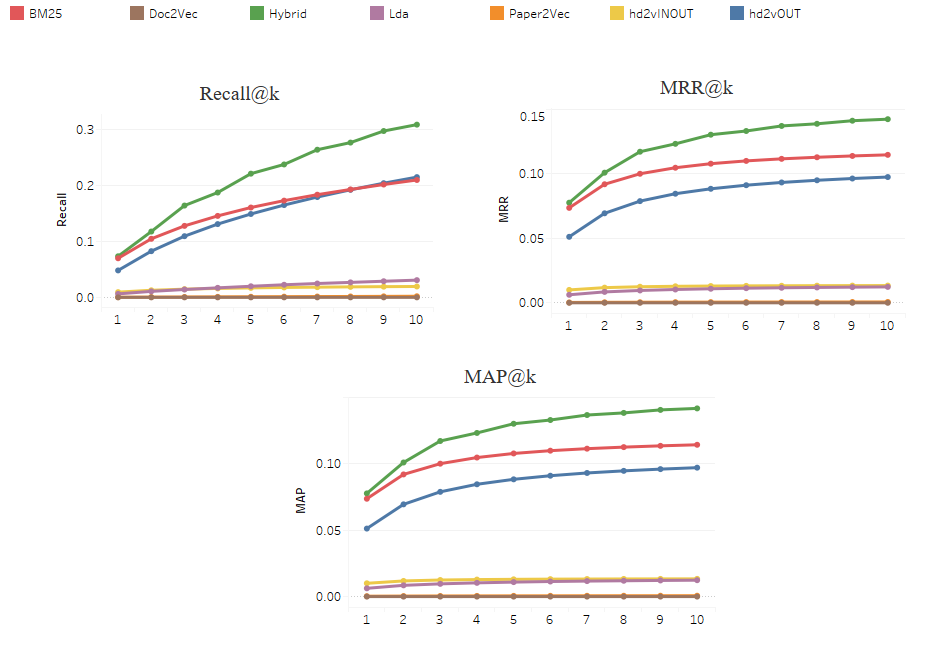 BM25 Doc2Vec Hybrid Lda Paper2Vec hd2vINOUT hd2vOUT
Recall@k
0.3
0.2
0.1
0.0
Recall
1 2 3 4 5 6 7 8 9 10
MRR@k
0.15
0.10
0.05
0.00
MRR
1 2 3 4 5 6 7 8 9 10
MAP@k
0.10
0.05
0.00
MAP
1 2 3 4 5 6 7 8 9 10